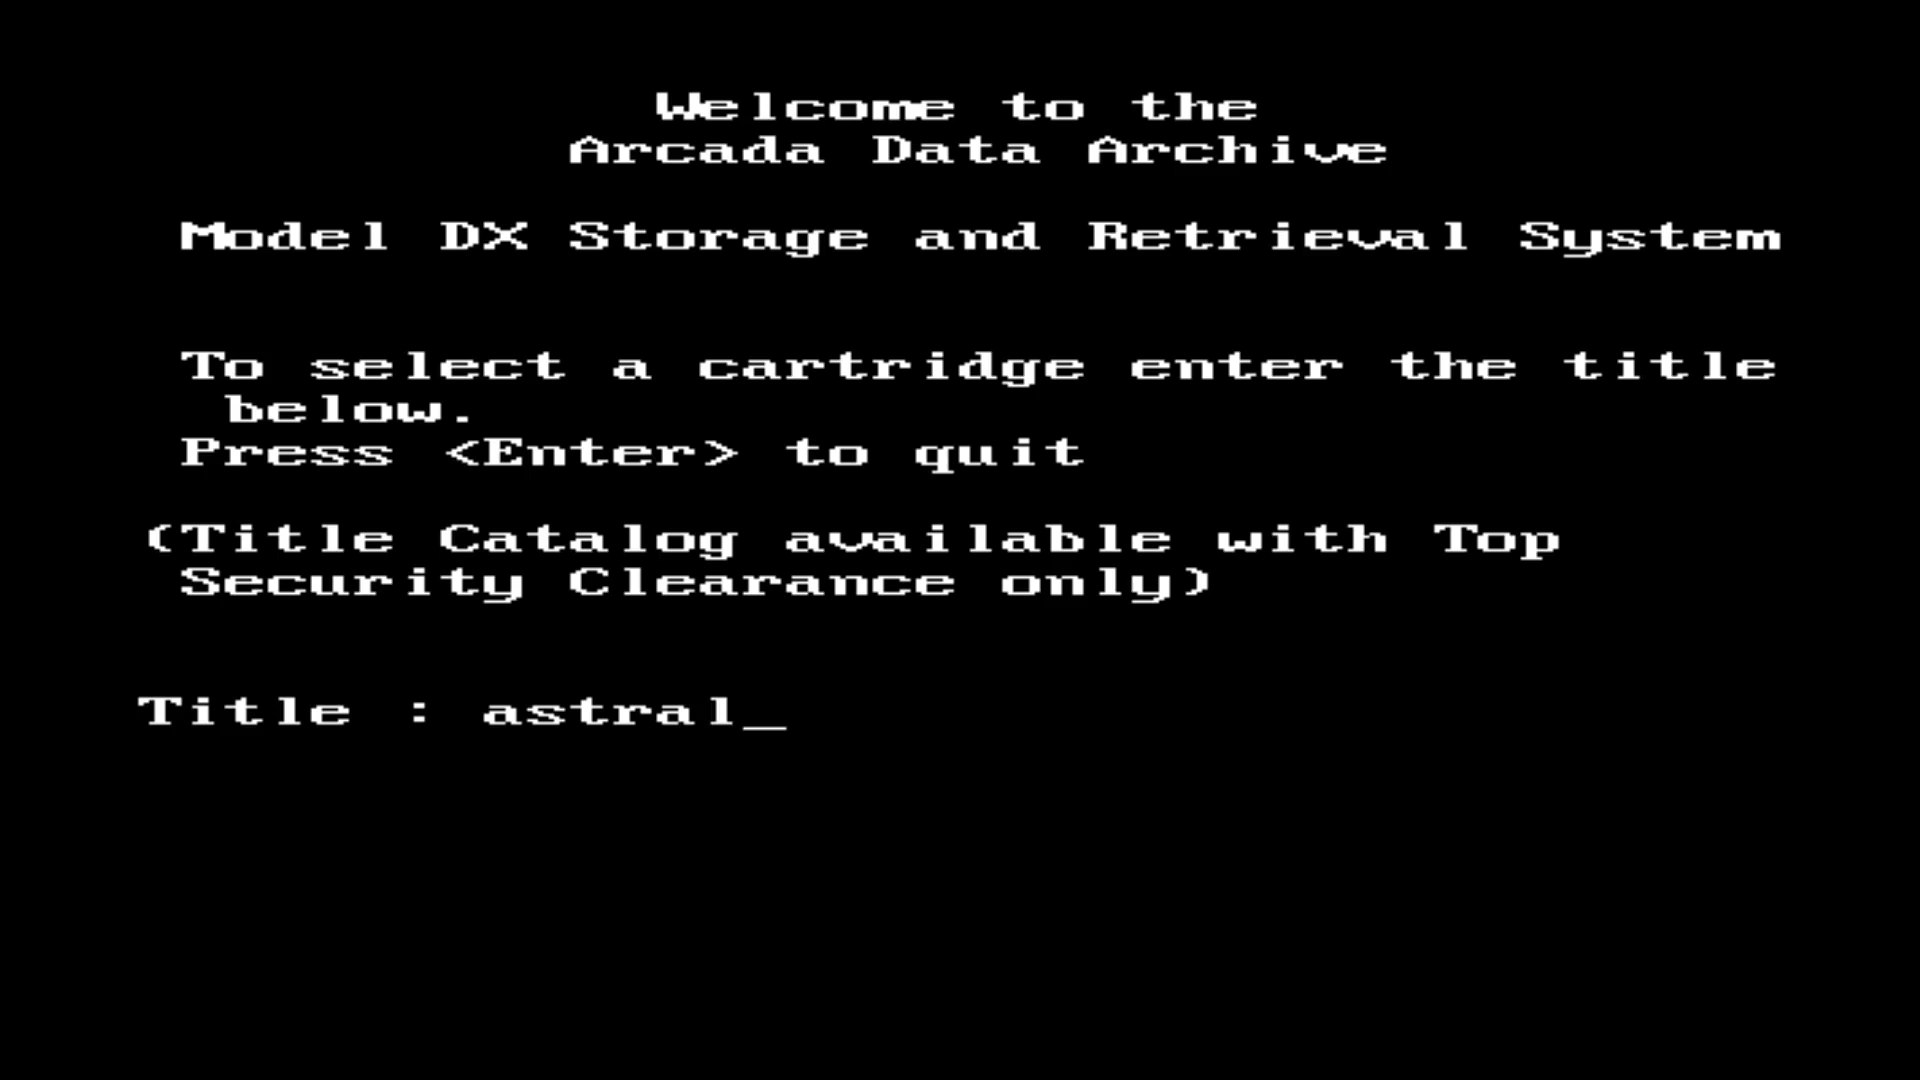 Welcome to the
Arcada Data Archive
Model DX Storage and Retrieval System
To select a cartridge enter the title
below.
Press <Enter> to quit
(Title Catalog available with Top
Security Clearance only)
Title : astral_